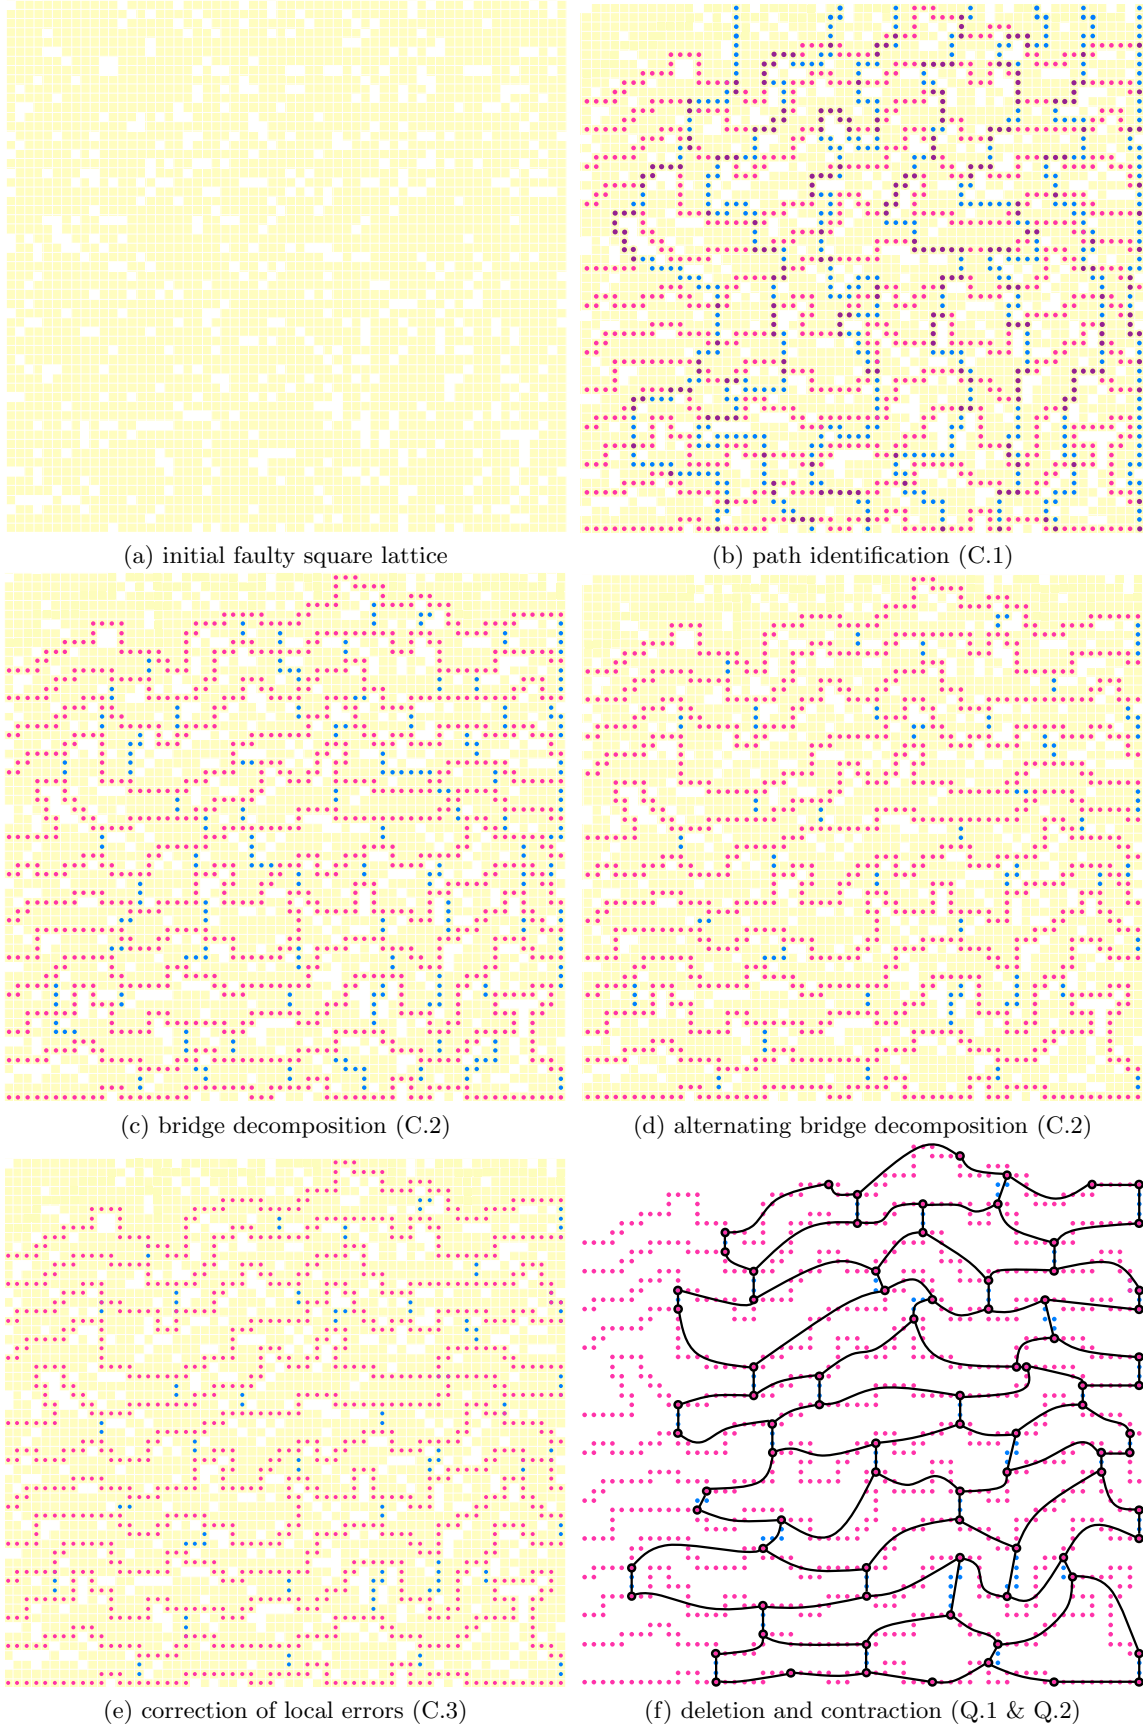 (a) initial faulty square lattice
(b) path identification (C.1)
(c) bridge decomposition (C.2)
(d) alternating bridge decomposition (C.2)
(e) correction of local errors (C.3)
(f) deletion and contraction (Q.1 & Q.2)